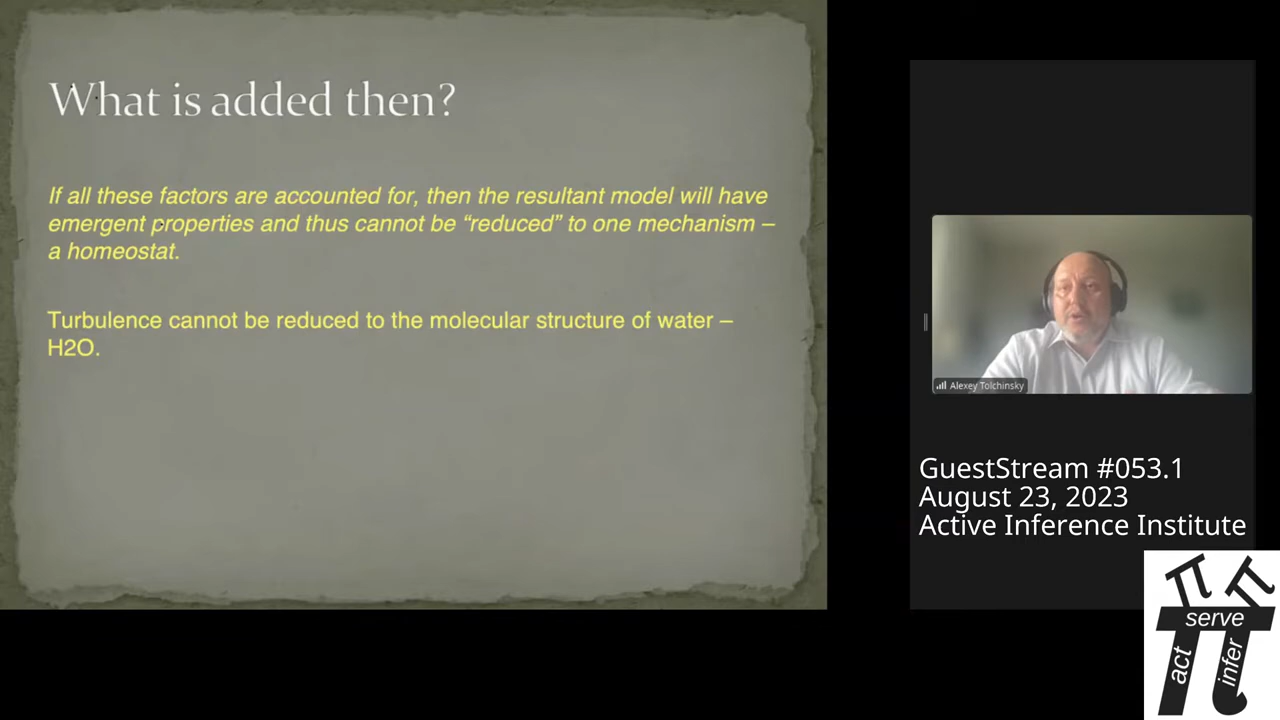 What is added then?
If all these factors are accounted for, then the resultant model will have
emergent properties and thus cannot be “reduced” to one mechanism –
a homeostat.
Turbulence cannot be reduced to the molecular structure of water –
H2O.
Alexey Tolchinsky
GuestStream #053.1
August 23, 2023
Active Inference Institute
π π
serve
π
act
infer